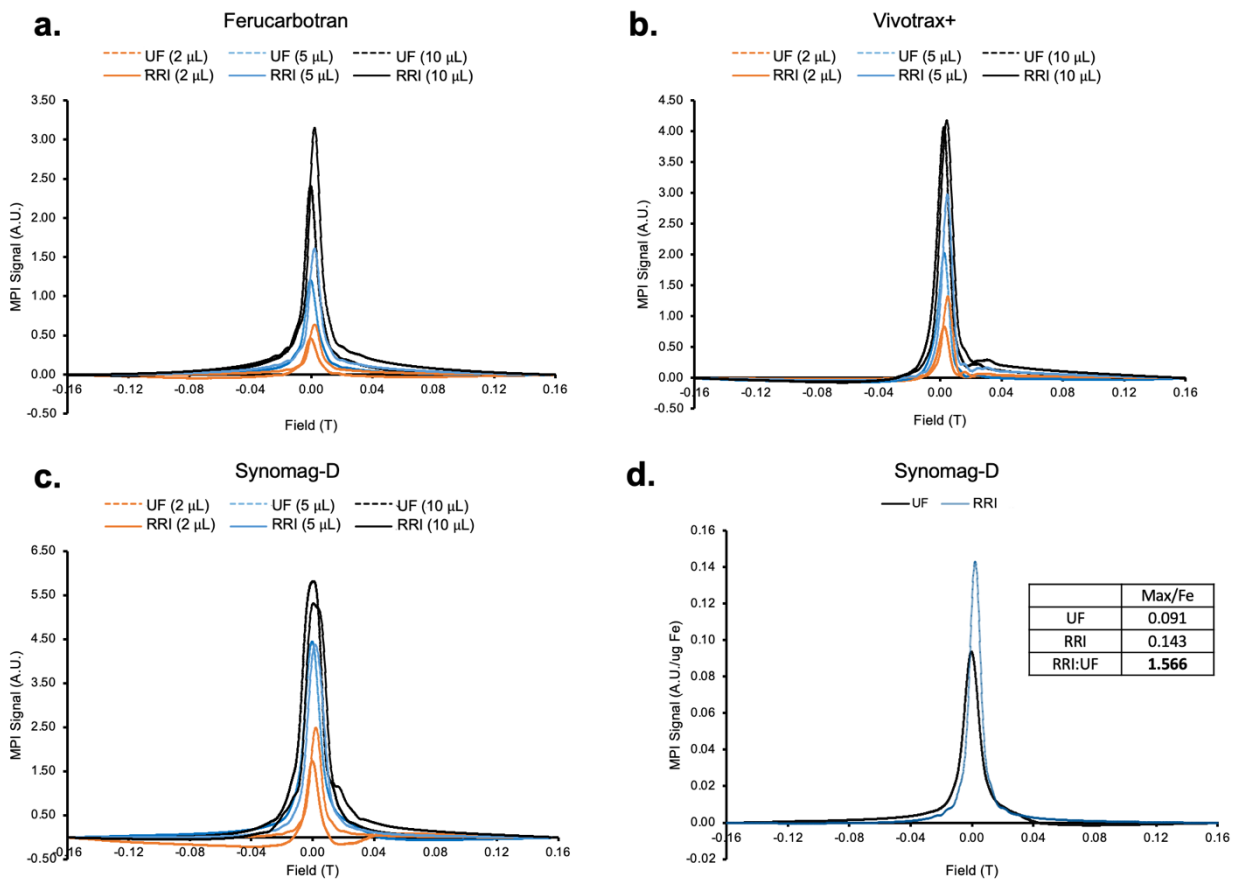 a.
Ferucarbotran
UF (2 μL) UF (5 μL) UF (10 μL)
RRI (2 μL) RRI (5 μL) RRI (10 μL)
3.50
3.00
2.50
2.00
1.50
1.00
0.50
0.00
-0.50
MPI Signal (A.U.)
-0.16 -0.12 -0.08 -0.04 0.00 0.04 0.08 0.12 0.16
Field (T)
b.
Vivotrax+
UF (2 μL) UF (5 μL) UF (10 μL)
RRI (2 μL) RRI (5 μL) RRI (10 μL)
4.50
4.00
3.50
3.00
2.50
2.00
1.50
1.00
0.50
0.00
-0.50
MPI Signal (A.U.)
-0.16 -0.12 -0.08 -0.04 0.00 0.04 0.08 0.12 0.16
Field (T)
c.
Synomag-D
UF (2 μL) UF (5 μL) UF (10 μL)
RRI (2 μL) RRI (5 μL) RRI (10 μL)
6.50
5.50
4.50
3.50
2.50
1.50
0.50
-0.50
MPI Signal (A.U.)
-0.16 -0.12 -0.08 -0.04 0.00 0.04 0.08 0.12 0.16
Field (T)
d.
Synomag-D
UF RRI
0.16
0.14
0.12
0.10
0.08
0.06
0.04
0.02
0.00
-0.02
MPI Signal (A.U./ug Fe)
-0.16 -0.12 -0.08 -0.04 0.00 0.04 0.08 0.12 0.16
Field (T)
Max/Fe
UF 0.091
RRI 0.143
RRI:UF 1.566